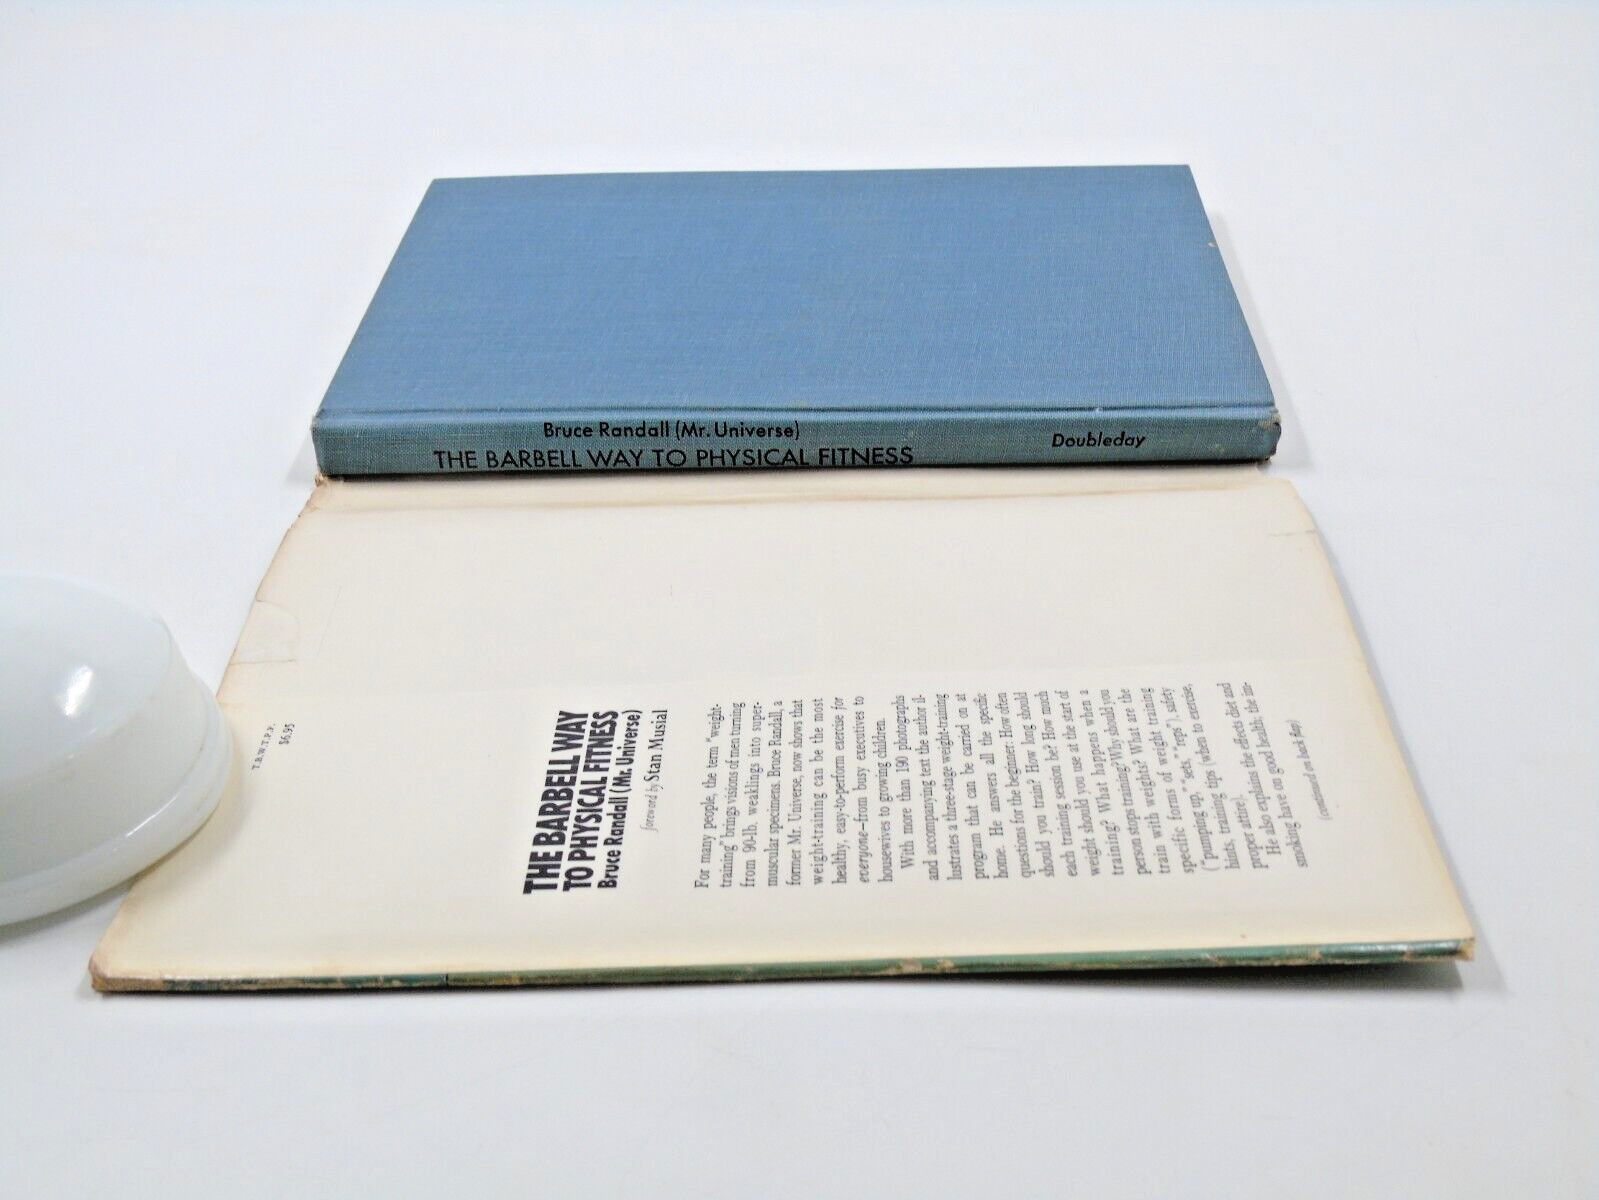 Bruce Randall (Mr. Universe)
THE BARBELL WAY TO PHYSICAL FITNESS
Doubleday
T.B.W.T.P.F.
$6.95
THE BARBELL WAY
TO PHYSICAL FITNESS
Bruce Randall (Mr. Universe)
foreword by Stan Musial
For many people, the term "weight-
training" brings visions of men turning
from 90-lb. weaklings into super-
muscular specimens. Bruce Randall, a
former Mr. Universe, now shows that
weight-training can be the most
healthy, easy-to-perform exercise for
everyone—from busy executives to
housewives to growing children.
With more than 190 photographs
and accompanying text the author il-
lustrates a three-stage weight-training
program that can be carried on at
home. He answers all the specific
questions for the beginner: How often
should you train? How long should
each training session be? How much
weight should you use at the start of
training? What happens when a
person stops training? Why should you
train with weights? What are the
specific forms of weight training
("pumping up," "sets," "reps"), safety
hints, training tips (when to exercise,
proper attire).
He also explains the effects diet and
smoking have on good health; the im-
(continued on back flap)